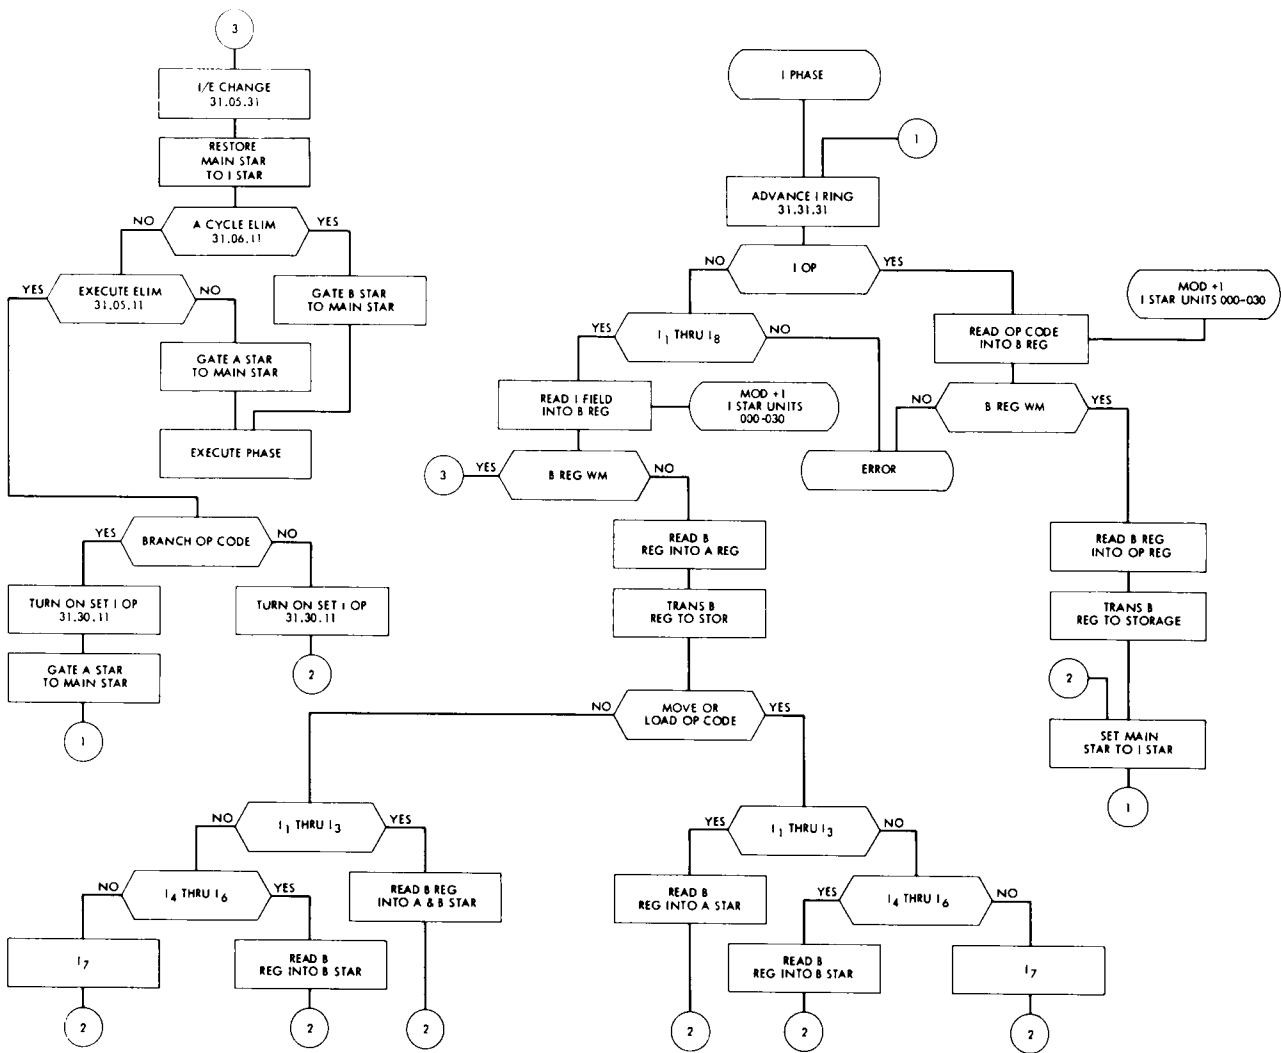 3
I/E CHANGE
31.05.31
RESTORE
MAIN STAR
TO I STAR
NO
A CYCLE ELIM
31.06.11
YES
YES
EXECUTE ELIM
31.05.11
NO
GATE B STAR
TO MAIN STAR
GATE A STAR
TO MAIN STAR
EXECUTE PHASE
YES
BRANCH OP CODE
NO
TURN ON SET I OP
31.30.11
TURN ON SET I OP
31.30.11
GATE A STAR
TO MAIN STAR
2
1
I PHASE
1
ADVANCE I RING
31.31.31
NO
I OP
YES
MOD +1
I STAR UNITS 000-030
YES
I1 THRU I8
NO
READ OP CODE
INTO B REG
READ I FIELD
INTO B REG
MOD +1
I STAR UNITS
000-030
NO
B REG WM
YES
3
YES
B REG WM
NO
ERROR
READ B
REG INTO A REG
READ B REG
INTO OP REG
TRANS B
REG TO STOR
TRANS B
REG TO STORAGE
2
NO
MOVE OR
LOAD OP CODE
YES
SET MAIN
STAR TO I STAR
1
NO
I1 THRU I3
YES
YES
I1 THRU I3
NO
NO
I4 THRU I6
YES
READ B REG
INTO A & B STAR
READ B
REG INTO A STAR
YES
I4 THRU I6
NO
I7
READ B
REG INTO B STAR
READ B
REG INTO B STAR
I7
2
2
2
2
2
2